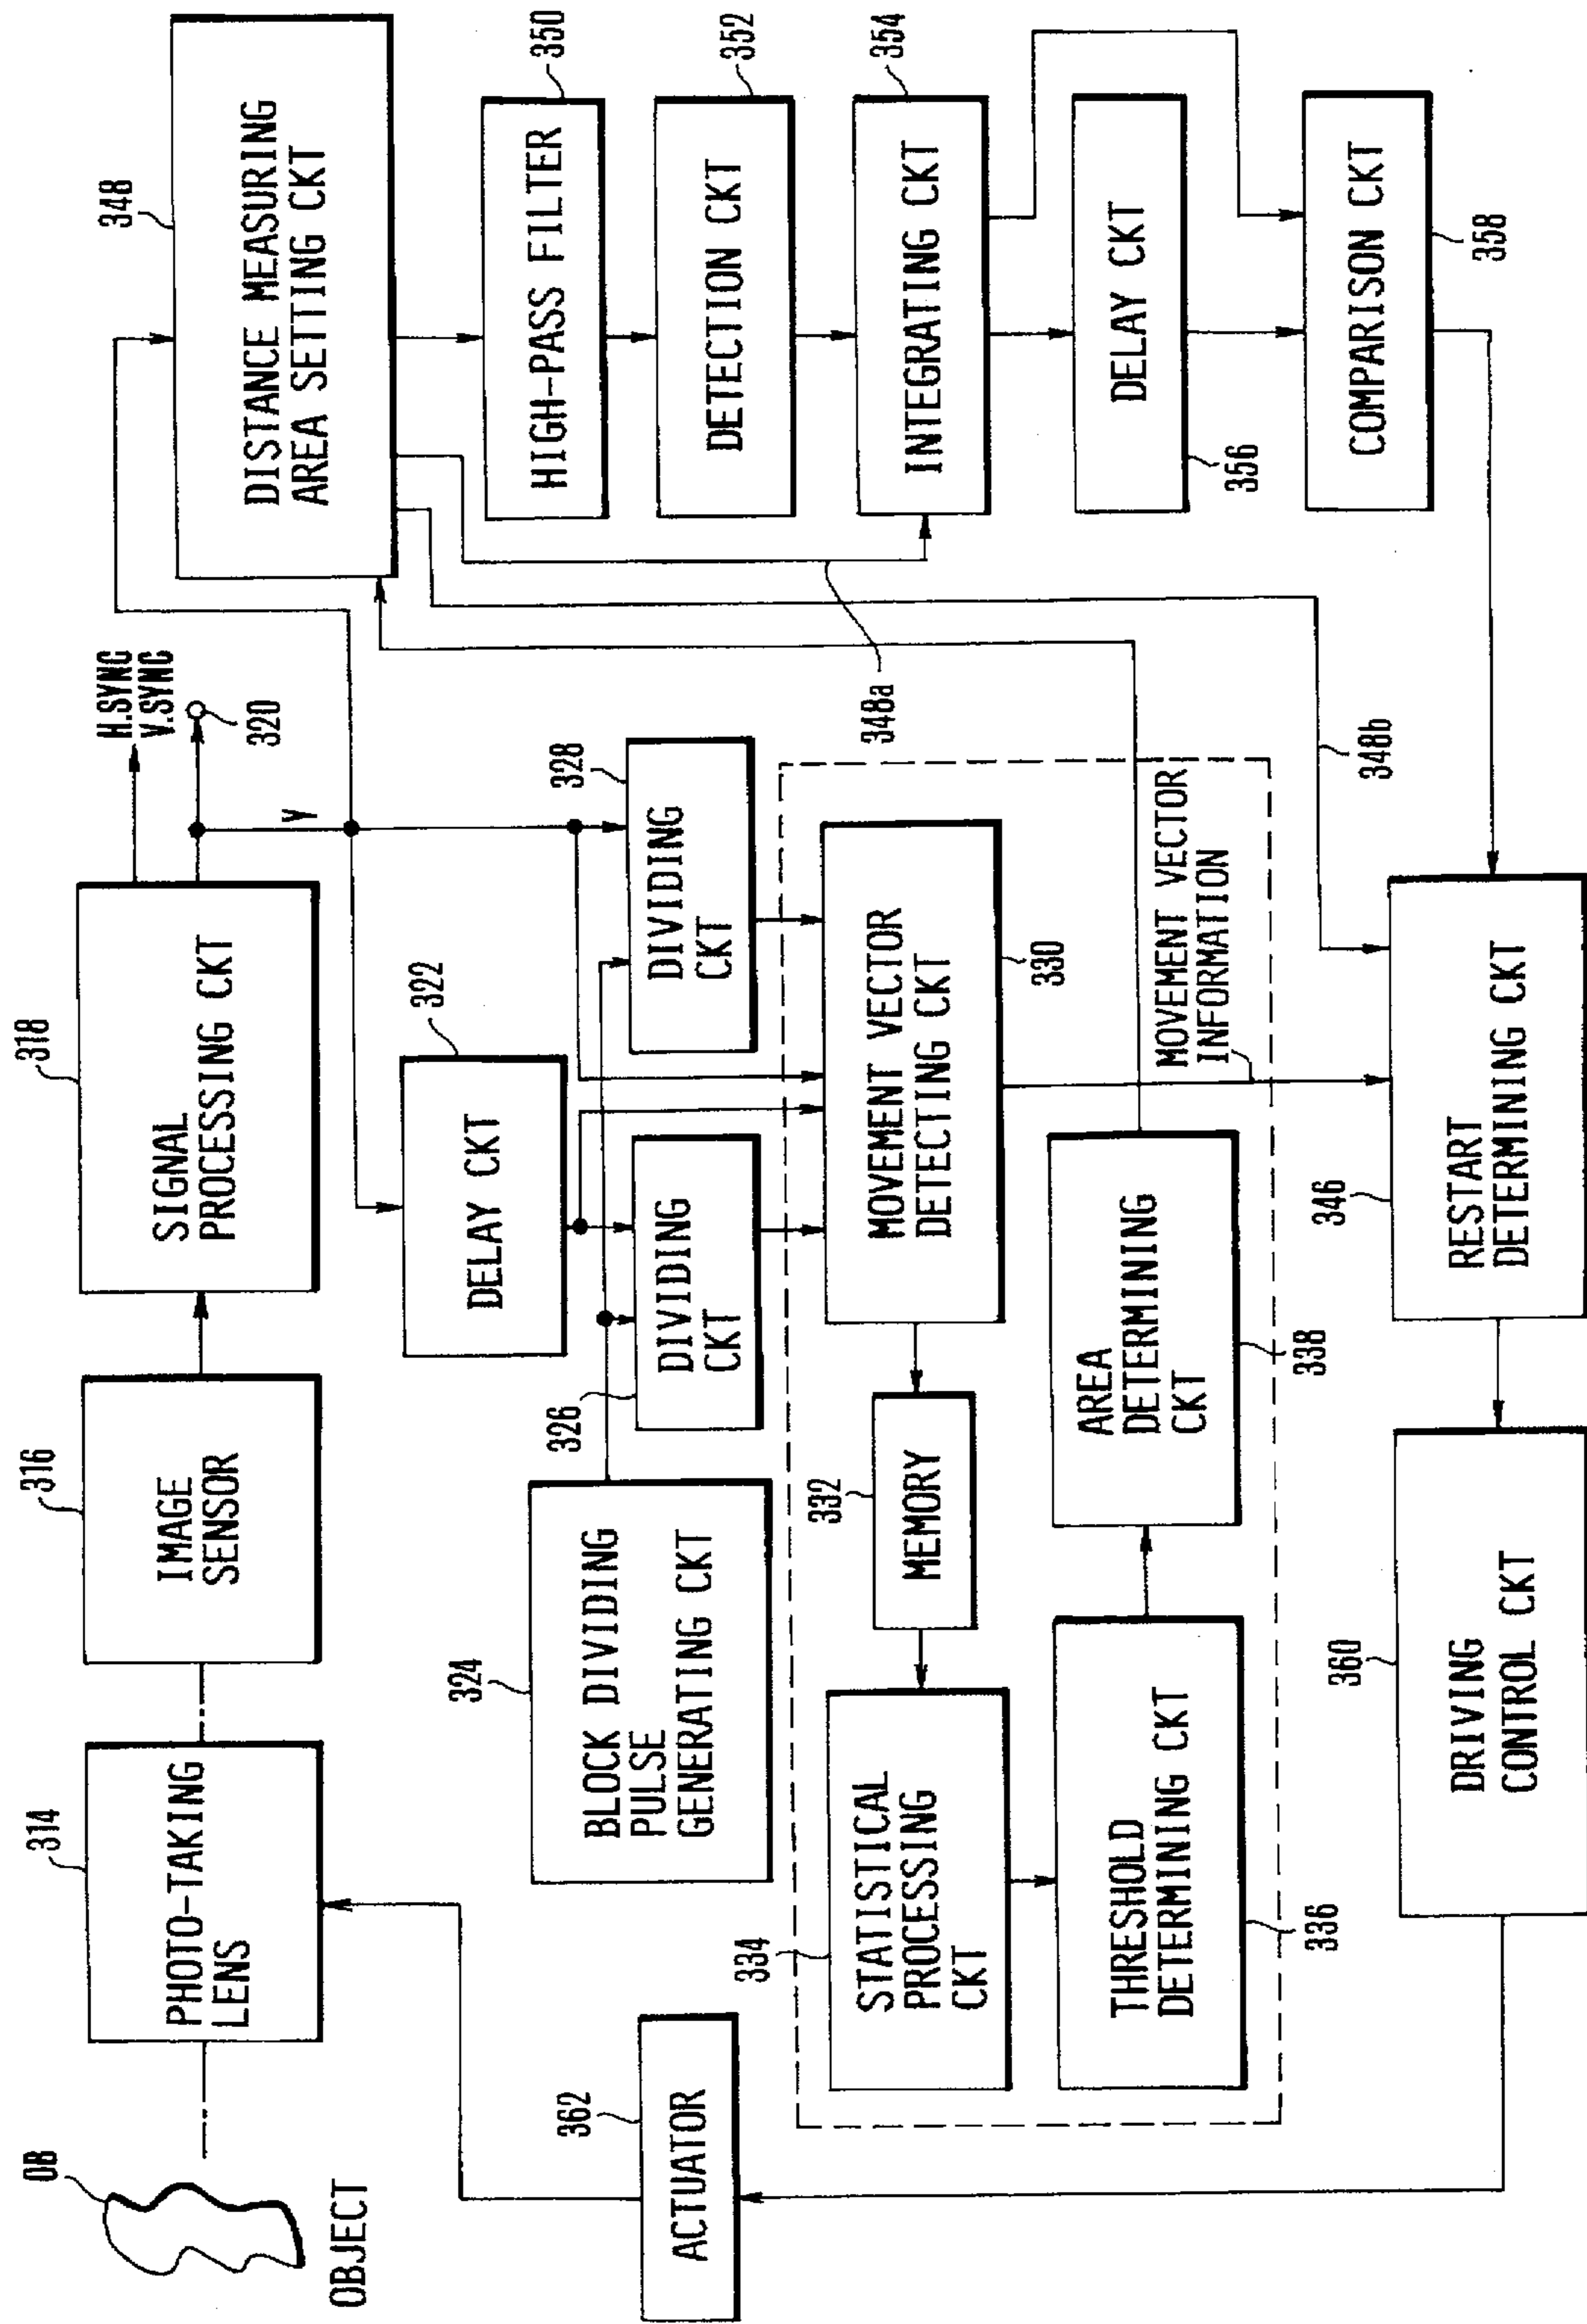 OB
OBJECT
314
PHOTO-TAKING
LENS
316
IMAGE
SENSOR
318
SIGNAL
PROCESSING CKT
H.SYNC
V.SYNC
320
Y
348
DISTANCE MEASURING
AREA SETTING CKT
350
HIGH-PASS FILTER
352
DETECTION CKT
354
INTEGRATING CKT
356
DELAY CKT
358
COMPARISON CKT
348a
348b
322
DELAY CKT
324
BLOCK DIVIDING
PULSE
GENERATING CKT
326
DIVIDING
CKT
328
DIVIDING
CKT
330
MOVEMENT VECTOR
DETECTING CKT
332
MEMORY
334
STATISTICAL
PROCESSING
CKT
336
THRESHOLD
DETERMINING CKT
338
AREA
DETERMINING
CKT
MOVEMENT VECTOR
INFORMATION
346
RESTART
DETERMINING CKT
360
DRIVING
CONTROL CKT
362
ACTUATOR